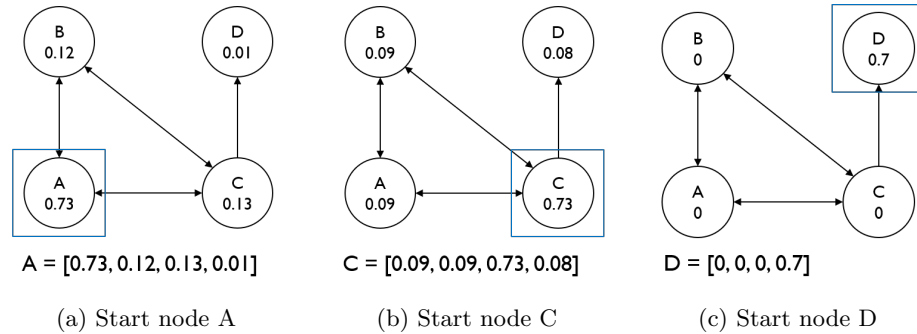 B
0.12
D
0.01
A
0.73
C
0.13
A = [0.73, 0.12, 0.13, 0.01]
(a) Start node A
B
0.09
D
0.08
A
0.09
C
0.73
C = [0.09, 0.09, 0.73, 0.08]
(b) Start node C
B
0
D
0.7
A
0
C
0
D = [0, 0, 0, 0.7]
(c) Start node D